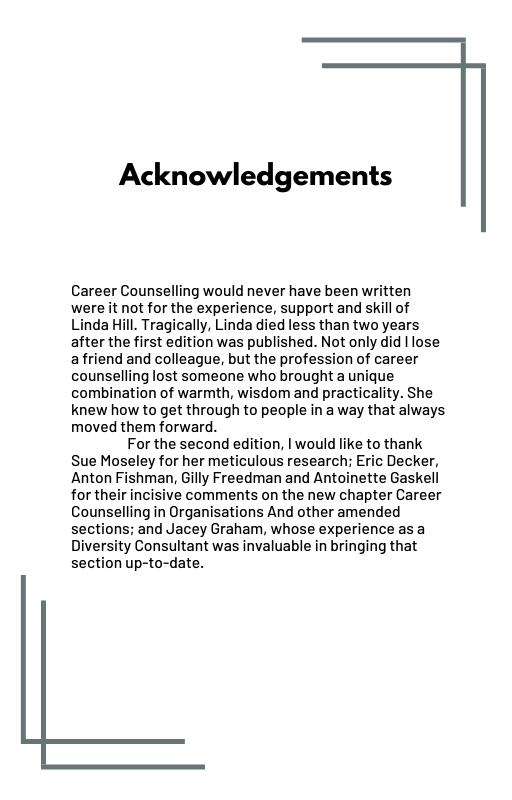 Acknowledgements
Career Counselling would never have been written
were it not for the experience, support and skill of
Linda Hill. Tragically, Linda died less than two years
after the first edition was published. Not only did I lose
a friend and colleague, but the profession of career
counselling lost someone who brought a unique
combination of warmth, wisdom and practicality. She
knew how to get through to people in a way that always
moved them forward.
For the second edition, I would like to thank
Sue Moseley for her meticulous research; Eric Decker,
Anton Fishman, Gilly Freedman and Antoinette Gaskell
for their incisive comments on the new chapter Career
Counselling in Organisations And other amended
sections; and Jacey Graham, whose experience as a
Diversity Consultant was invaluable in bringing that
section up-to-date.